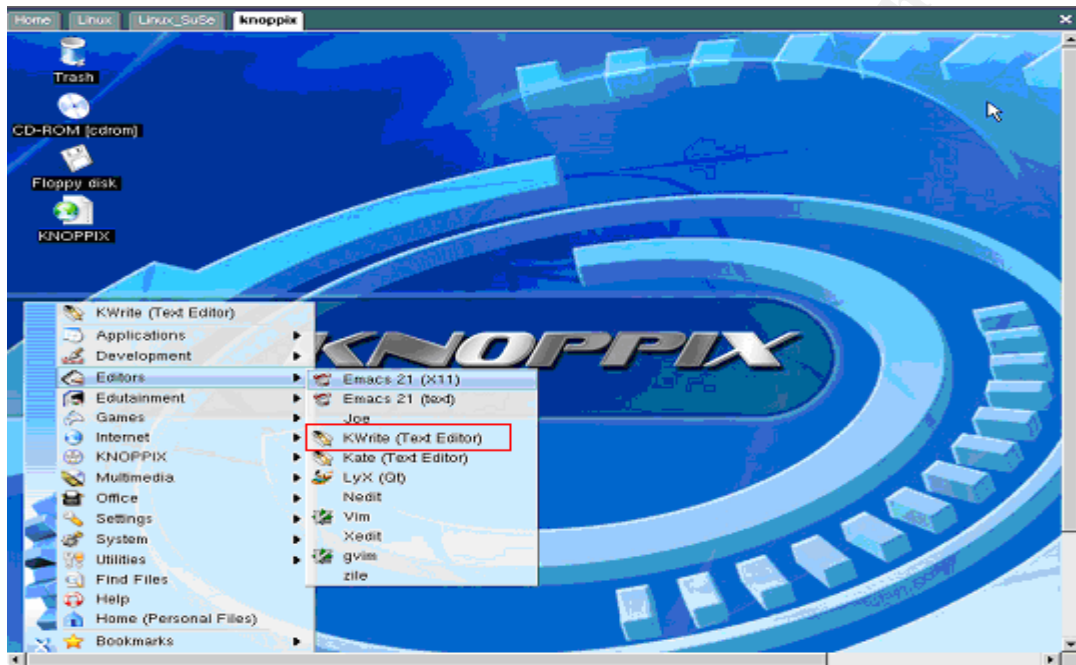 Home Linux Linux_SuSe knoppix
Trash
CD-ROM [cdrom]
Floppy disk
KNOPPIX
KNOPPIX
KWrite (Text Editor)
Applications
Development
Editors
Edutainment
Games
Internet
KNOPPIX
Multimedia
Office
Settings
System
Utilities
Find Files
Help
Home (Personal Files)
Bookmarks
Emacs 21 (X11)
Emacs 21 (text)
Joe
KWrite (Text Editor)
Kate (Text Editor)
LyX (Qt)
Nedit
Vim
Xedit
gvim
zile